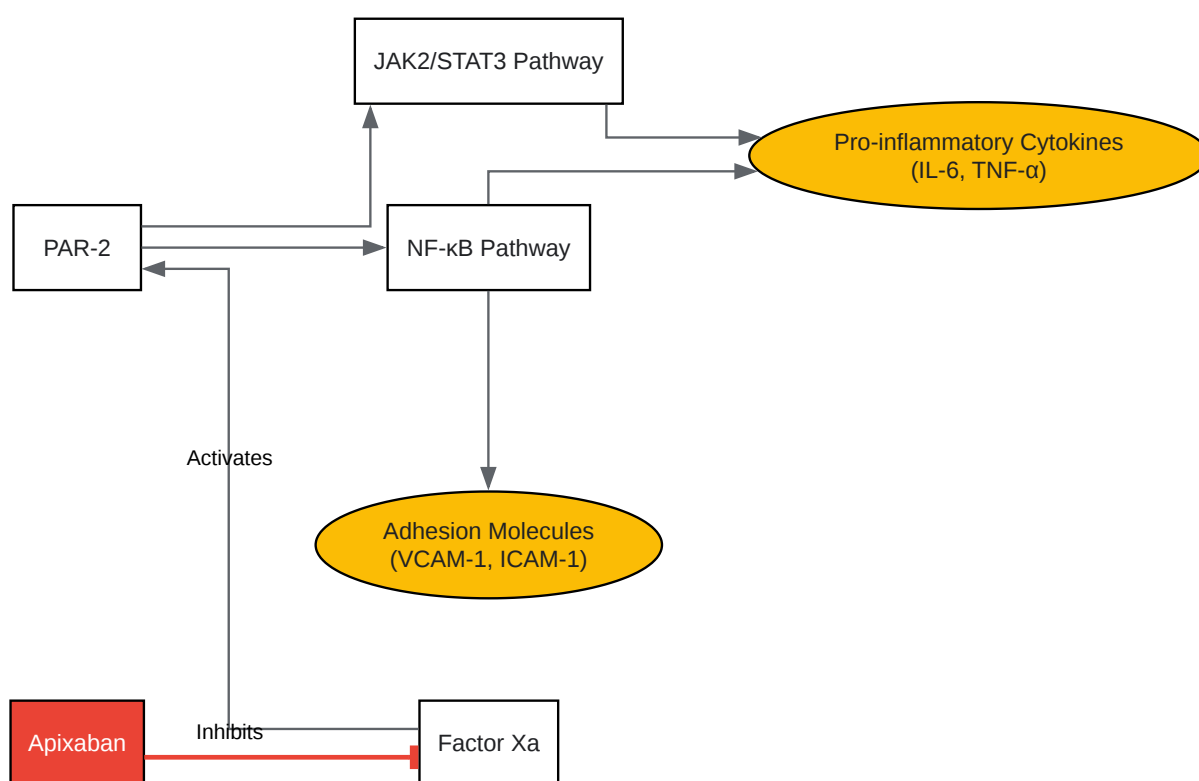 JAK2/STAT3 Pathway
Pro-inflammatory Cytokines
(IL-6, TNF-α)
PAR-2
NF-κB Pathway
Activates
Adhesion Molecules
(VCAM-1, ICAM-1)
Apixaban
Inhibits
Factor Xa